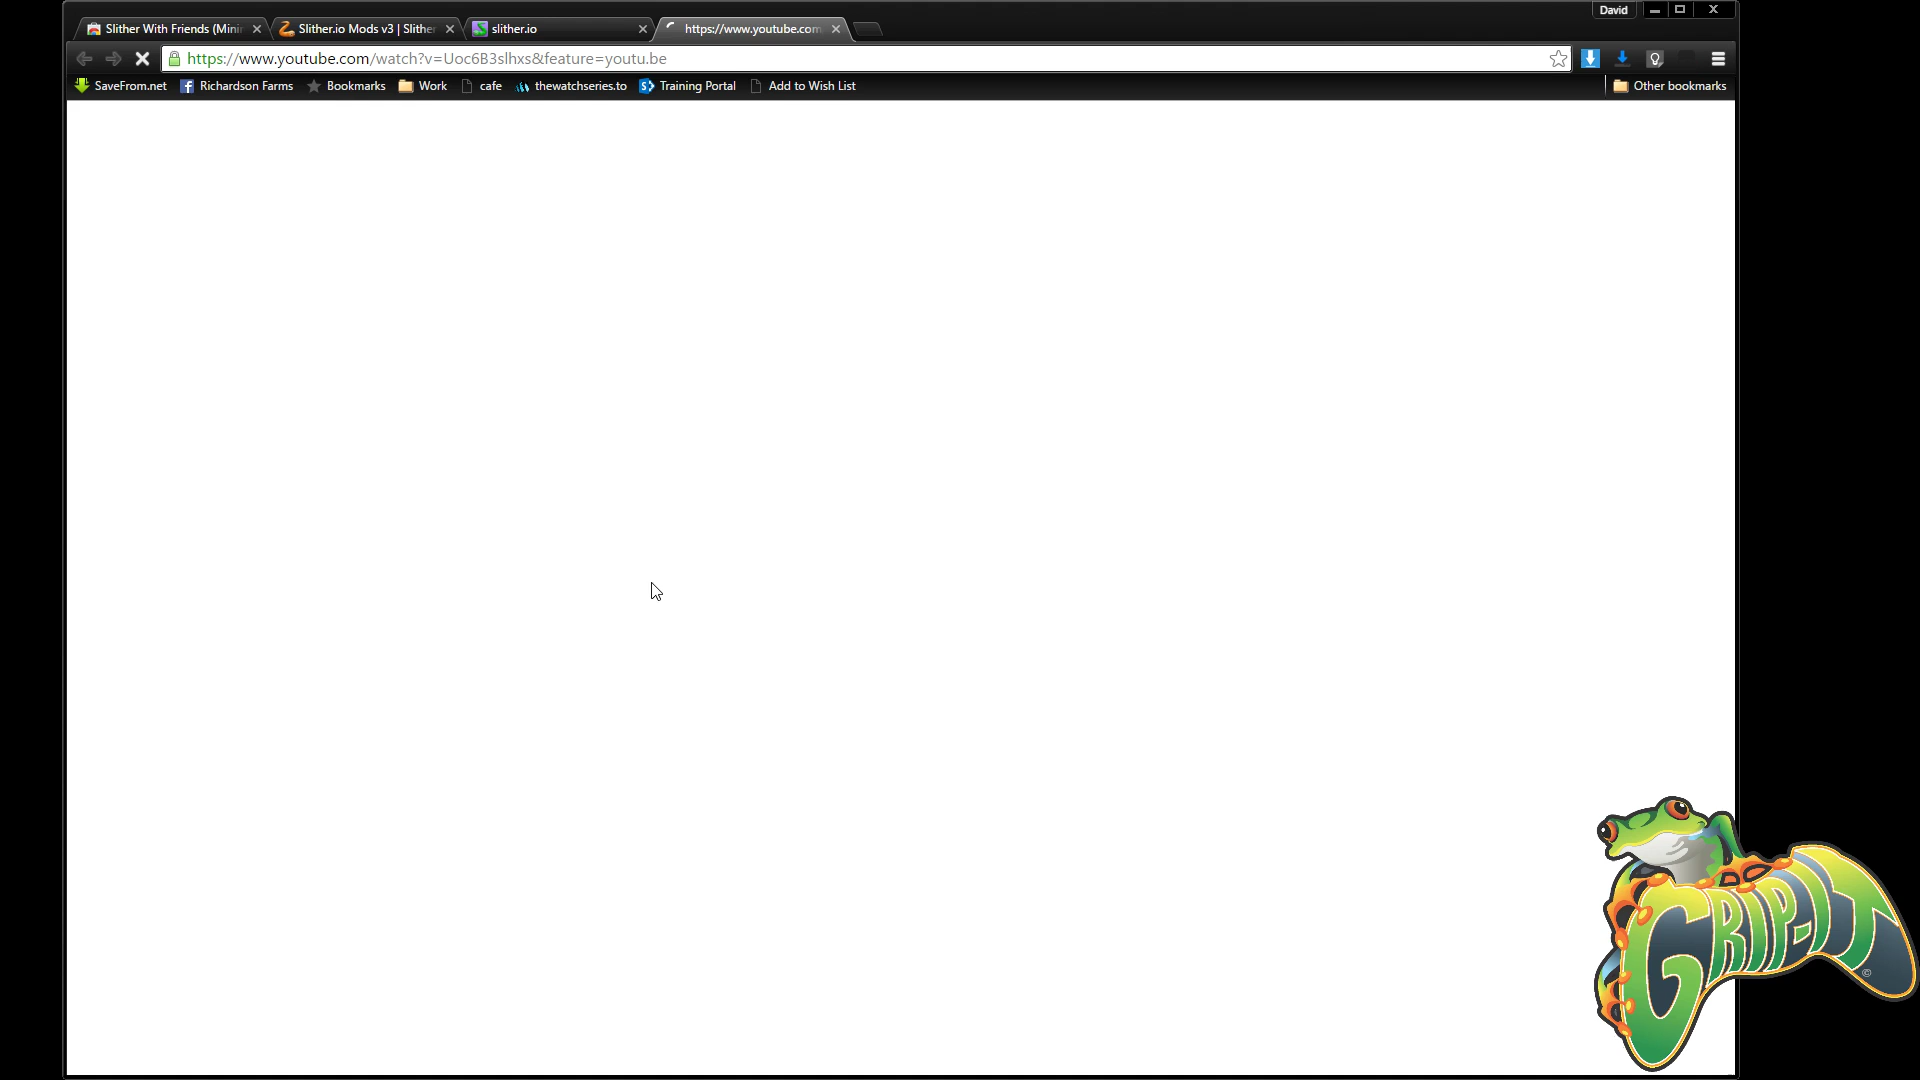 David
Slither With Friends (Mini
Slither.io Mods v3 | Slither
slither.io
https://www.youtube.com
https://www.youtube.com/watch?v=Uoc6B3slhxs&feature=youtu.be
SaveFrom.net
Richardson Farms
Bookmarks
Work
cafe
thewatchseries.to
Training Portal
Add to Wish List
Other bookmarks
GRIP-IT
©